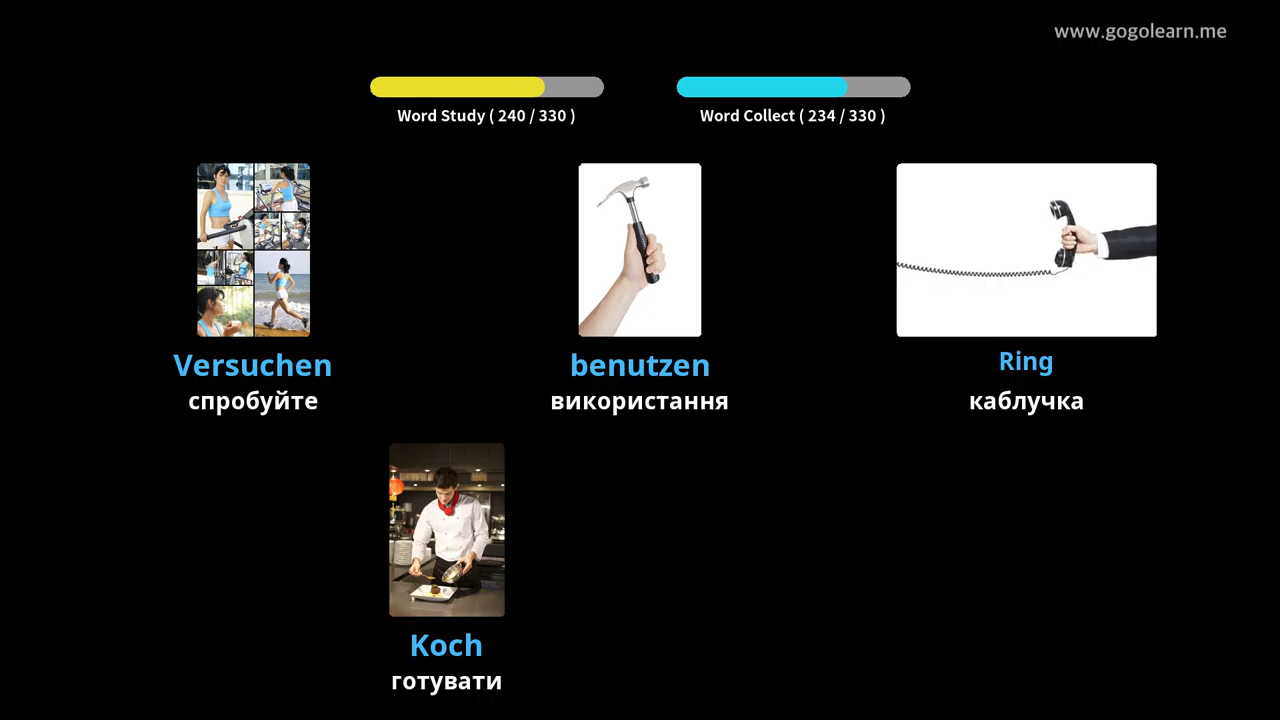 www.gogolearn.me
Word Study ( 240 / 330 )
Word Collect ( 234 / 330 )
Versuchen
спробуйте
benutzen
використання
Ring
каблучка
Koch
готувати